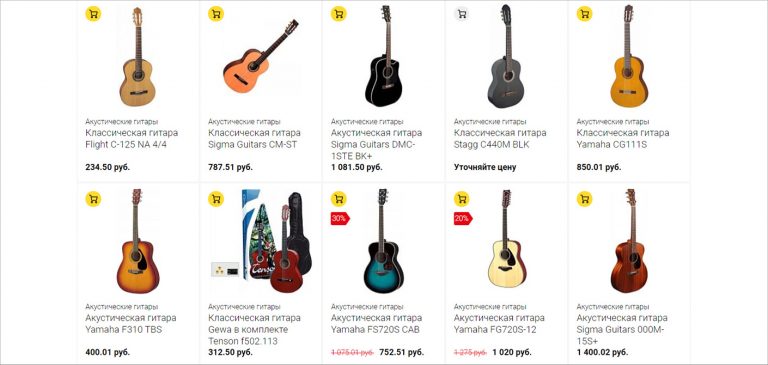 Акустические гитары
Классическая гитара
Flight C-125 NA 4/4
234.50 руб.
Акустические гитары
Классическая гитара
Sigma Guitars CM-ST
787.51 руб.
Акустические гитары
Акустическая гитара
Sigma Guitars DMC-
1STE BK+
1 081.50 руб.
Акустические гитары
Классическая гитара
Stagg C440M BLK
Уточняйте цену
Акустические гитары
Классическая гитара
Yamaha CG111S
850.01 руб.
Акустические гитары
Акустическая гитара
Yamaha F310 TBS
400.01 руб.
Tenson
Акустические гитары
Классическая гитара
Gewa в комплекте
Tenson f502.113
312.50 руб.
30%
Акустические гитары
Акустическая гитара
Yamaha FS720S CAB
1 075.01 руб. 752.51 руб.
20%
Акустические гитары
Акустическая гитара
Yamaha FG720S-12
1 275 руб. 1 020 руб.
Акустические гитары
Акустическая гитара
Sigma Guitars 000M-
15S+
1 400.02 руб.